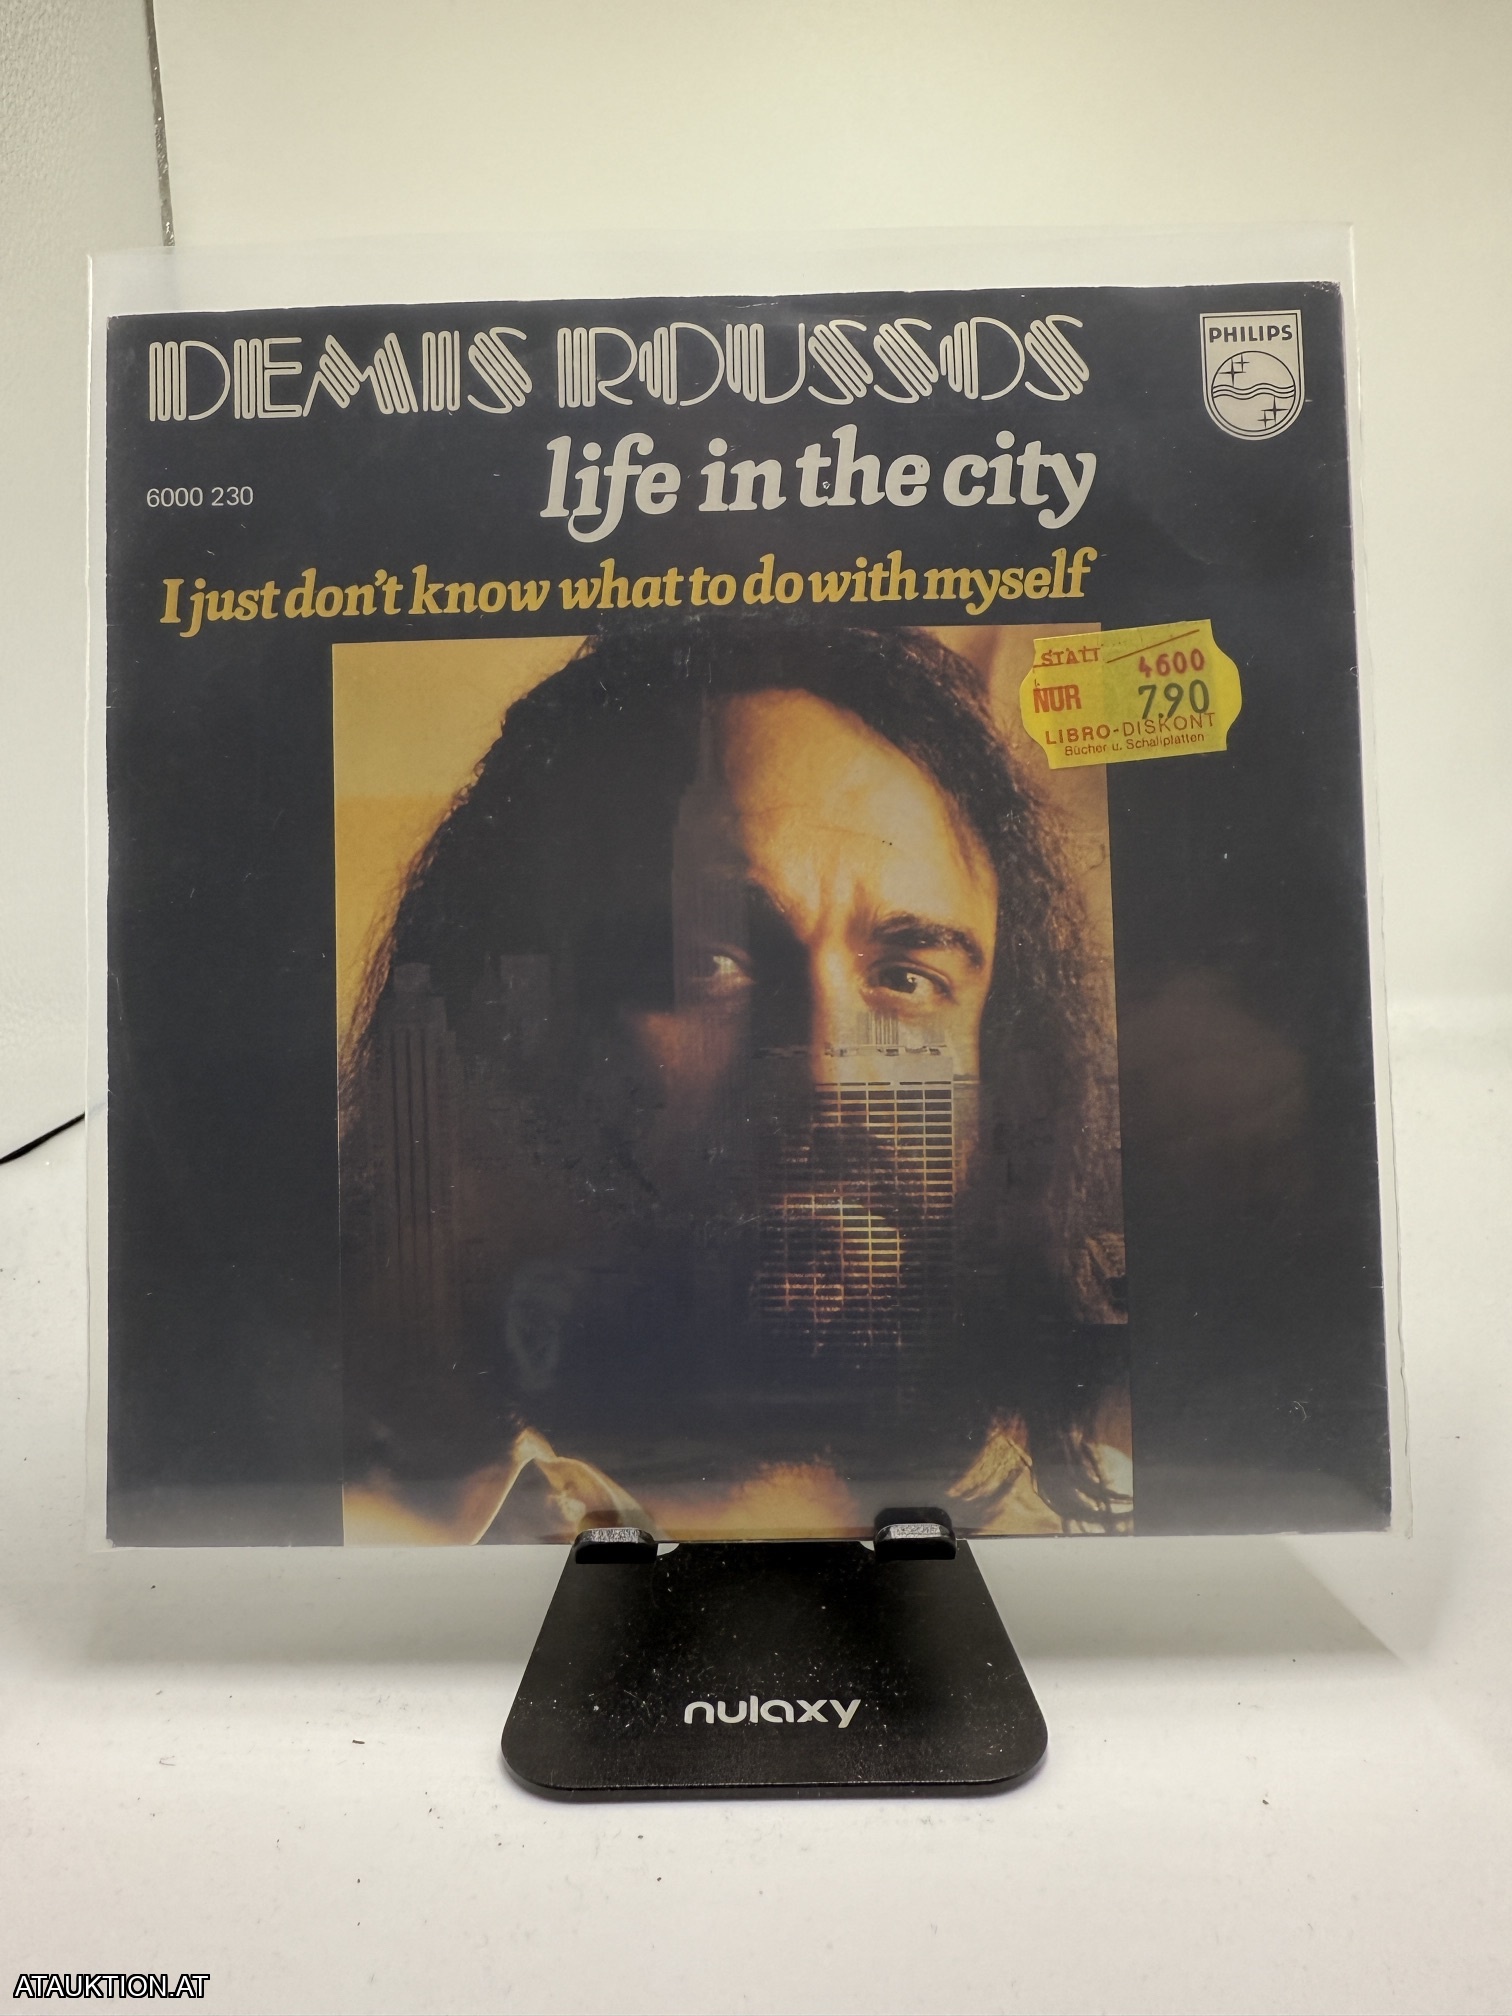 DEMIS ROUSSOS
PHILIPS
life in the city
6000 230
I just don't know what to do with myself
STATT 4600
NUR 7,90
LIBRO-DISKONT
Bücher u. Schallplatten
nulaxy
ATAUKTION.AT